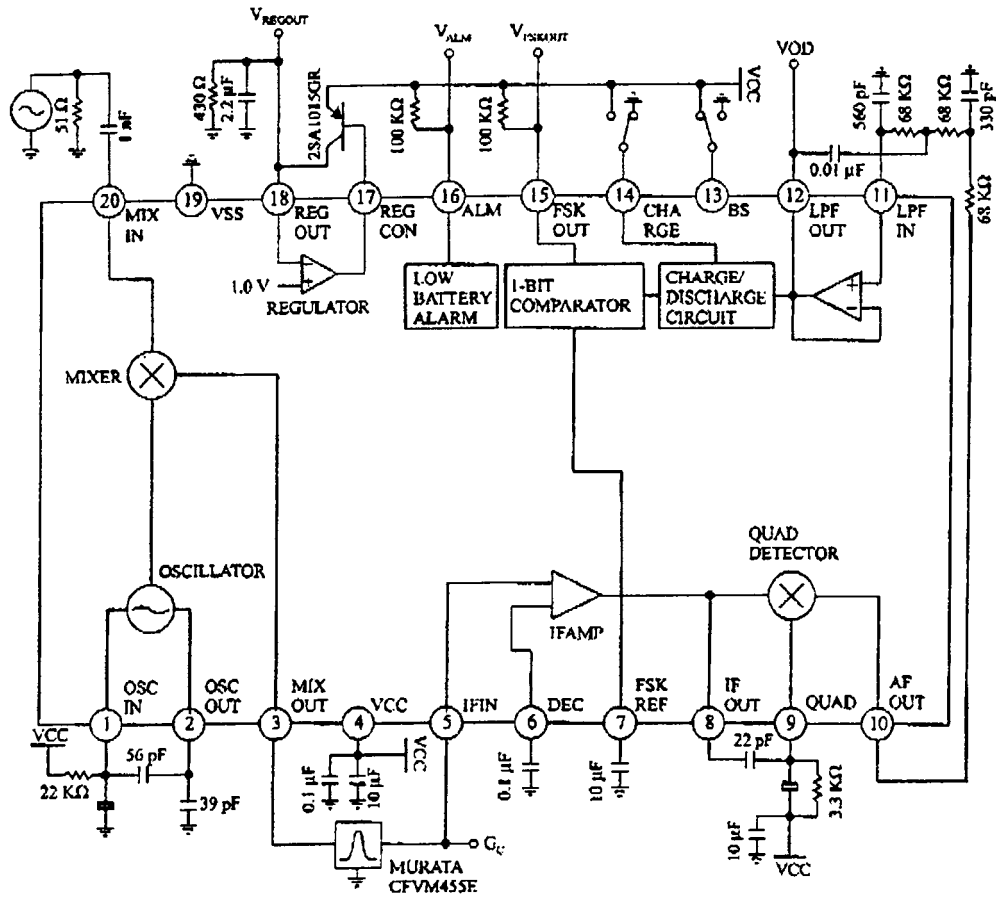 V_REGOUT
V_ALM
V_FSKOUT
VOD
VCC
51 Ω
1 nF
430 Ω
2.2 µF
2SA1015GR
100 KΩ
100 KΩ
560 pF
68 KΩ
68 KΩ
330 pF
0.01 µF
68 KΩ
20
19
18
17
16
15
14
13
12
11
MIX IN
VSS
REG OUT
REG CON
ALM
FSK OUT
CHA RGE
BS
LPF OUT
LPF IN
1.0 V
REGULATOR
LOW
BATTERY
ALARM
1-BIT
COMPARATOR
CHARGE/
DISCHARGE
CIRCUIT
MIXER
OSCILLATOR
QUAD
DETECTOR
IFAMP
OSC IN
OSC OUT
MIX OUT
VCC
IFIN
DEC
FSK REF
IF OUT
QUAD
AF OUT
1
2
3
4
5
6
7
8
9
10
VCC
22 KΩ
56 pF
39 pF
0.1 µF
10 µF
VCC
0.1 µF
10 µF
22 pF
3.3 KΩ
10 µF
VCC
MURATA
CFVM455E